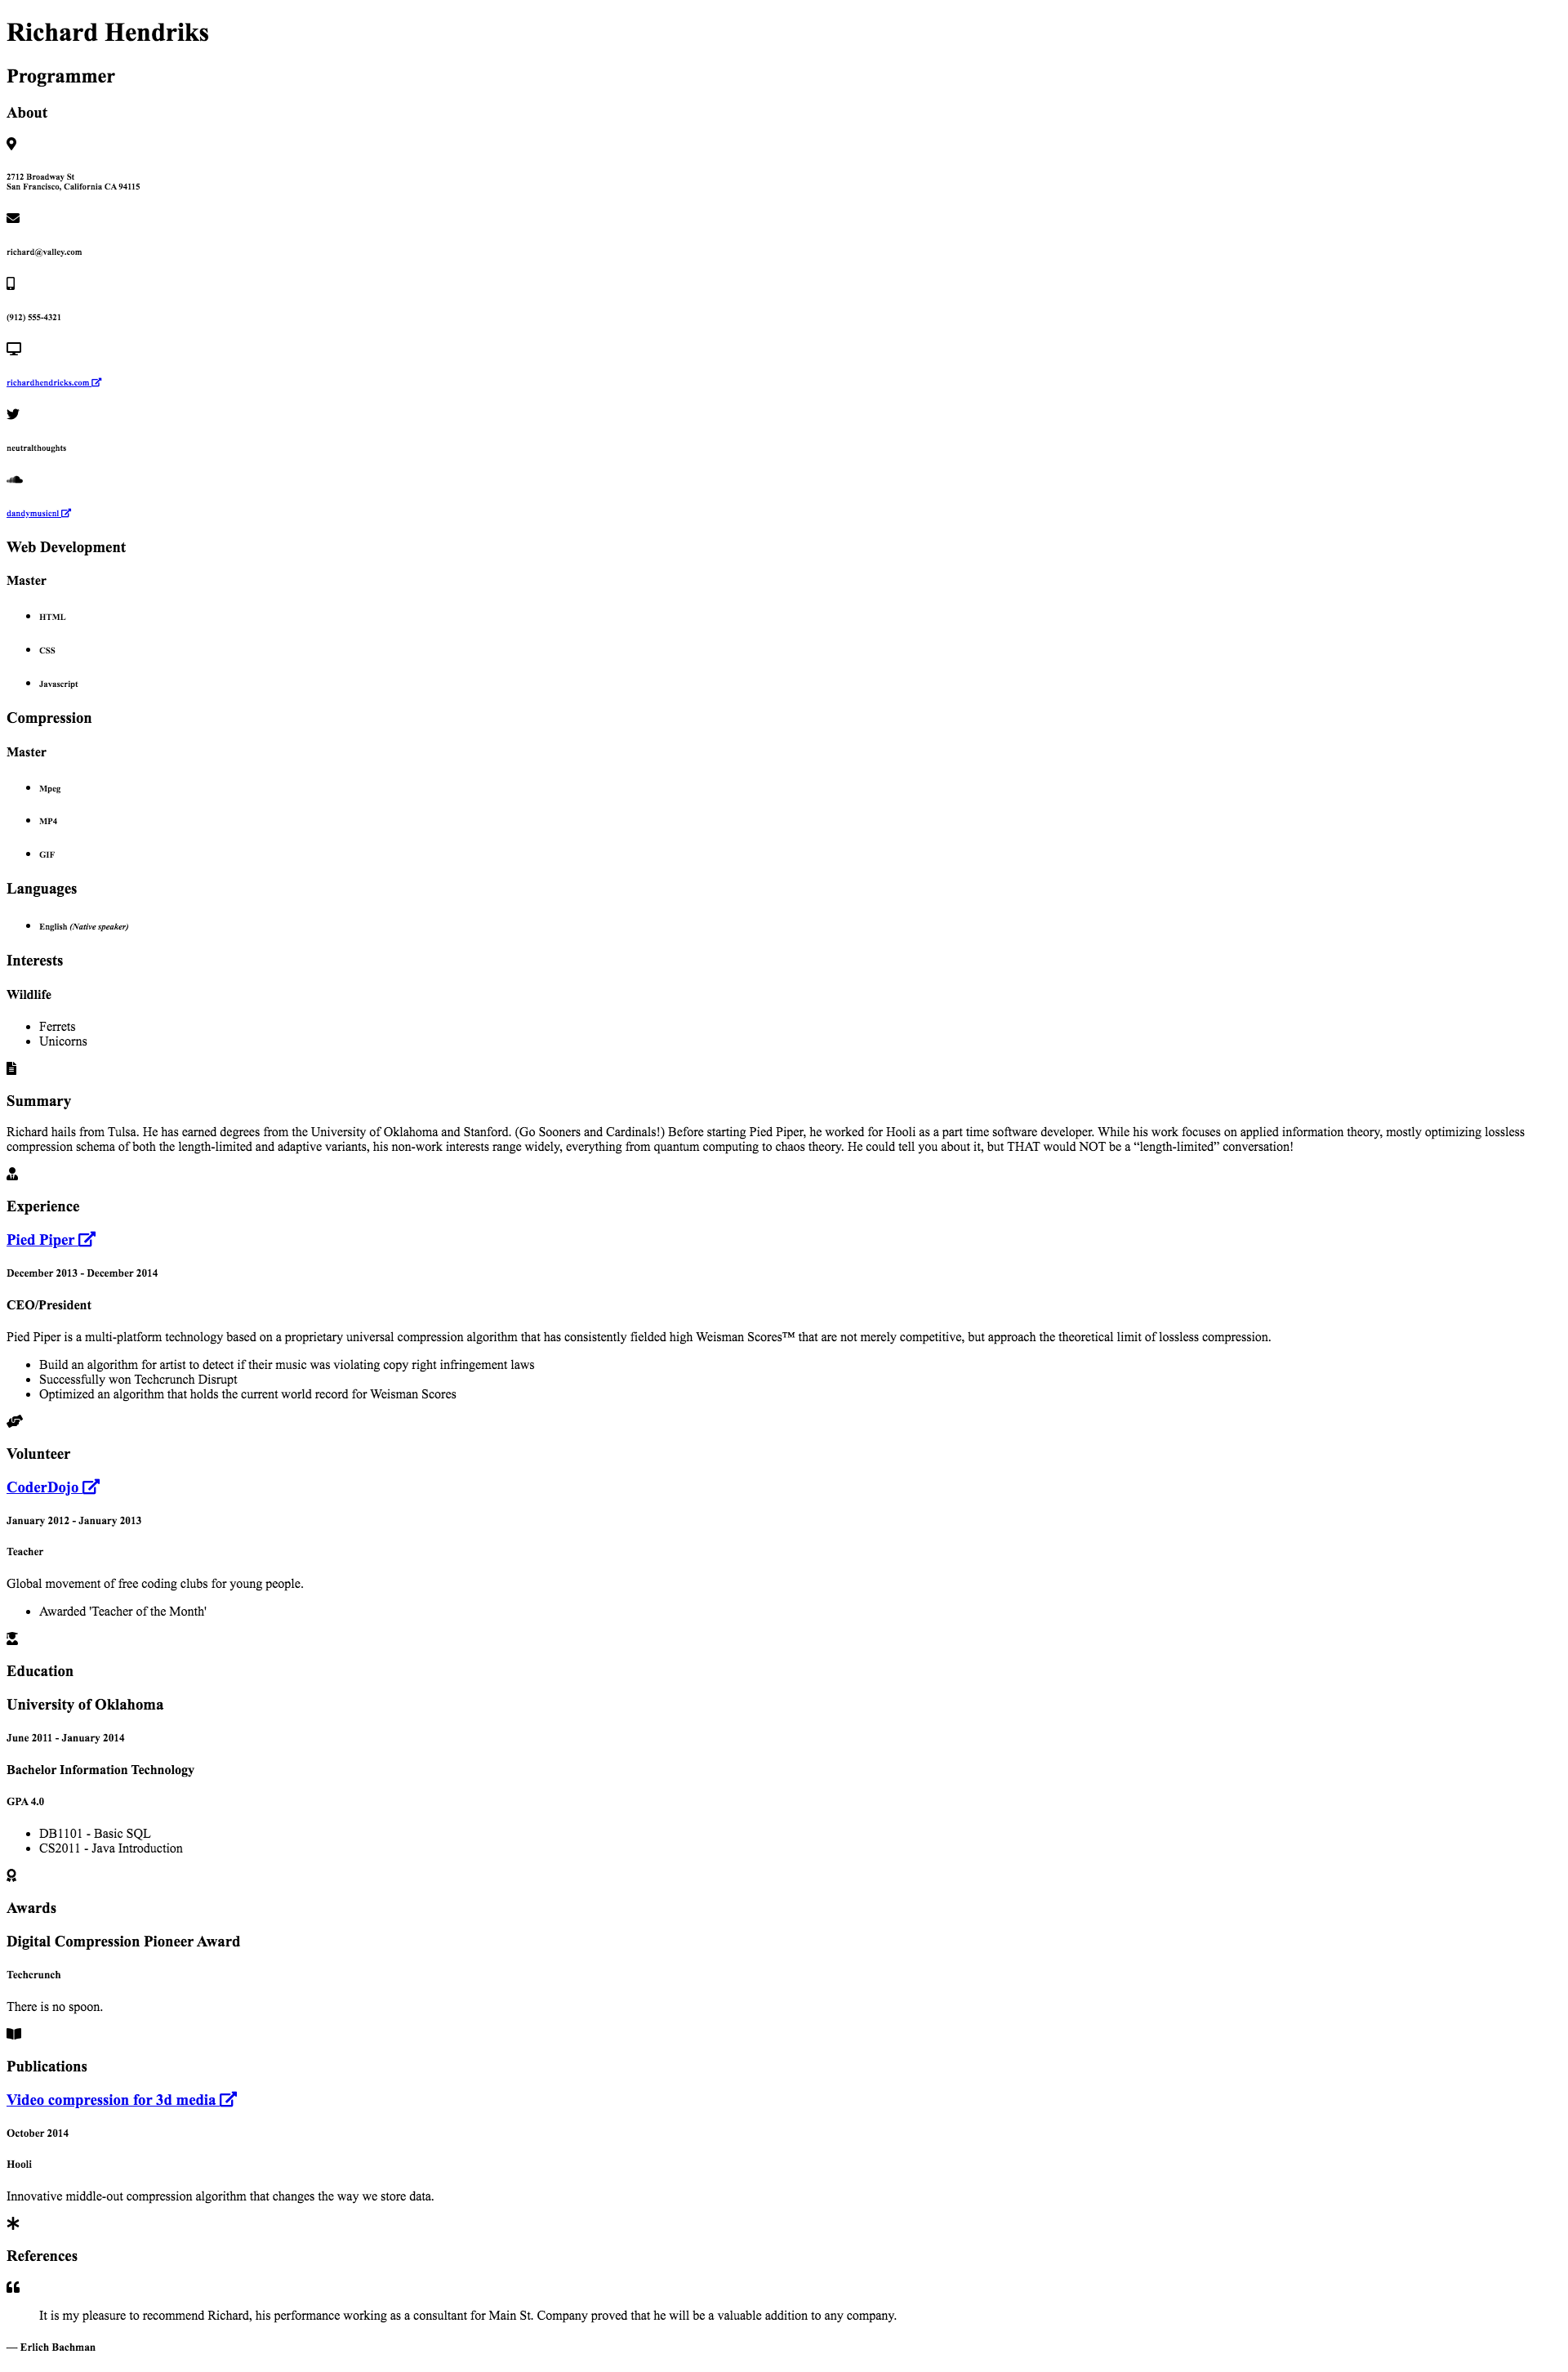 Richard Hendriks
Programmer
About
2712 Broadway St
San Francisco, California CA 94115
richard@valley.com
(912) 555-4321
richardhendricks.com
neutralthoughts
dandymusicnl
Web Development
Master
HTML
CSS
Javascript
Compression
Master
Mpeg
MP4
GIF
Languages
English (Native speaker)
Interests
Wildlife
Ferrets
Unicorns
Summary
Richard hails from Tulsa. He has earned degrees from the University of Oklahoma and Stanford. (Go Sooners and Cardinals!) Before starting Pied Piper, he worked for Hooli as a part time software developer. While his work focuses on applied information theory, mostly optimizing lossless
compression schema of both the length-limited and adaptive variants, his non-work interests range widely, everything from quantum computing to chaos theory. He could tell you about it, but THAT would NOT be a “length-limited” conversation!
Experience
Pied Piper
December 2013 - December 2014
CEO/President
Pied Piper is a multi-platform technology based on a proprietary universal compression algorithm that has consistently fielded high Weisman Scores™ that are not merely competitive, but approach the theoretical limit of lossless compression.
Build an algorithm for artist to detect if their music was violating copy right infringement laws
Successfully won Techcrunch Disrupt
Optimized an algorithm that holds the current world record for Weisman Scores
Volunteer
CoderDojo
January 2012 - January 2013
Teacher
Global movement of free coding clubs for young people.
Awarded 'Teacher of the Month'
Education
University of Oklahoma
June 2011 - January 2014
Bachelor Information Technology
GPA 4.0
DB1101 - Basic SQL
CS2011 - Java Introduction
Awards
Digital Compression Pioneer Award
Techcrunch
There is no spoon.
Publications
Video compression for 3d media
October 2014
Hooli
Innovative middle-out compression algorithm that changes the way we store data.
References
It is my pleasure to recommend Richard, his performance working as a consultant for Main St. Company proved that he will be a valuable addition to any company.
— Erlich Bachman